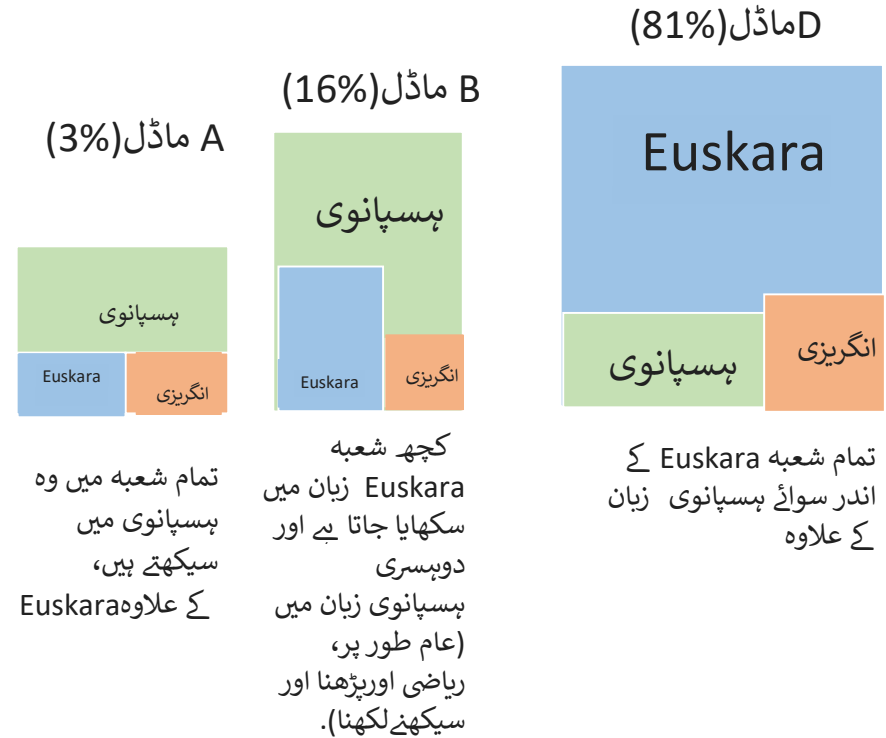 A ماڈل(3%)
ہسپانوی
Euskara
انگریزی
تمام شعبہ میں وہ
ہسپانوی میں
سیکھتے ہیں،
کے علاوہEuskara
B ماڈل(16%)
ہسپانوی
Euskara
انگریزی
کچھ شعبہ
Euskara زبان میں
سکھایا جاتا ہے اور
دوہسری
ہسپانوی زبان میں
(عام طور پر،
ریاضی اورپڑھنا اور
سیکھنےلکھنا).
Dماڈل(81%)
Euskara
ہسپانوی
انگریزی
تمام شعبہ Euskara کے
اندر سوائے ہسپانوی زبان
کے علاوہ